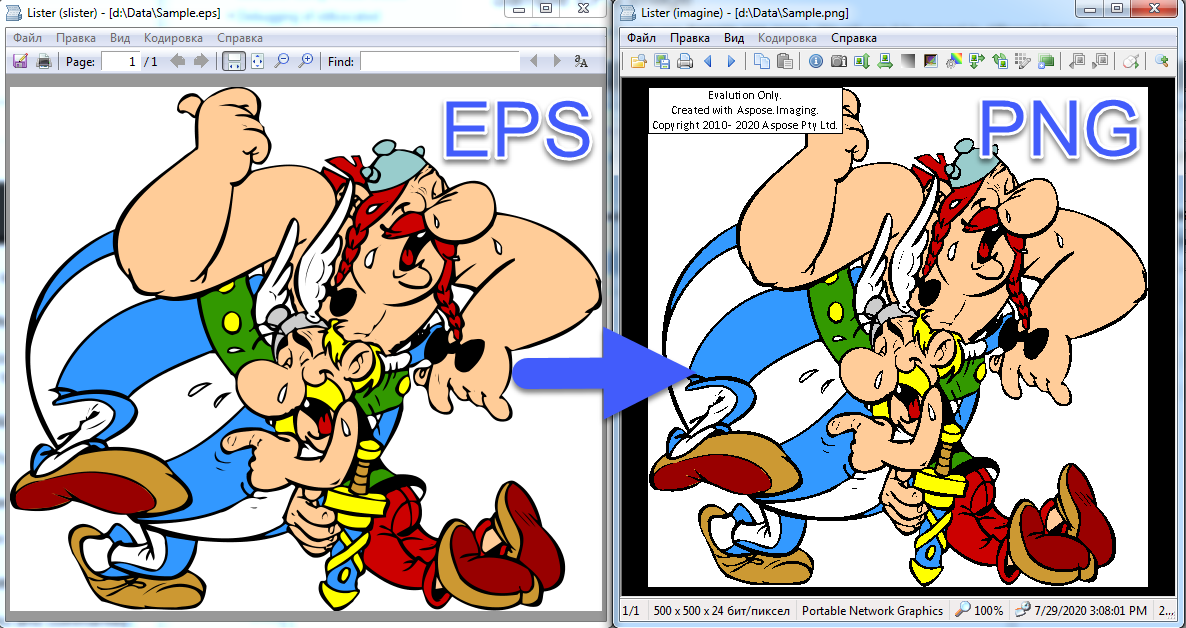 Lister (slister) - [d:\Data\Sample.eps]
Файл Правка Вид Кодировка Справка
Page: 1 / 1 Find:
EPS
Lister (imagine) - [d:\Data\Sample.png]
Файл Правка Вид Кодировка Справка
Evalution Only.
Created with Aspose.Imaging.
Copyright 2010- 2020 Aspose Pty Ltd.
PNG
1/1 500 x 500 x 24 бит/пиксел Portable Network Graphics 100% 7/29/2020 3:08:01 PM 2...